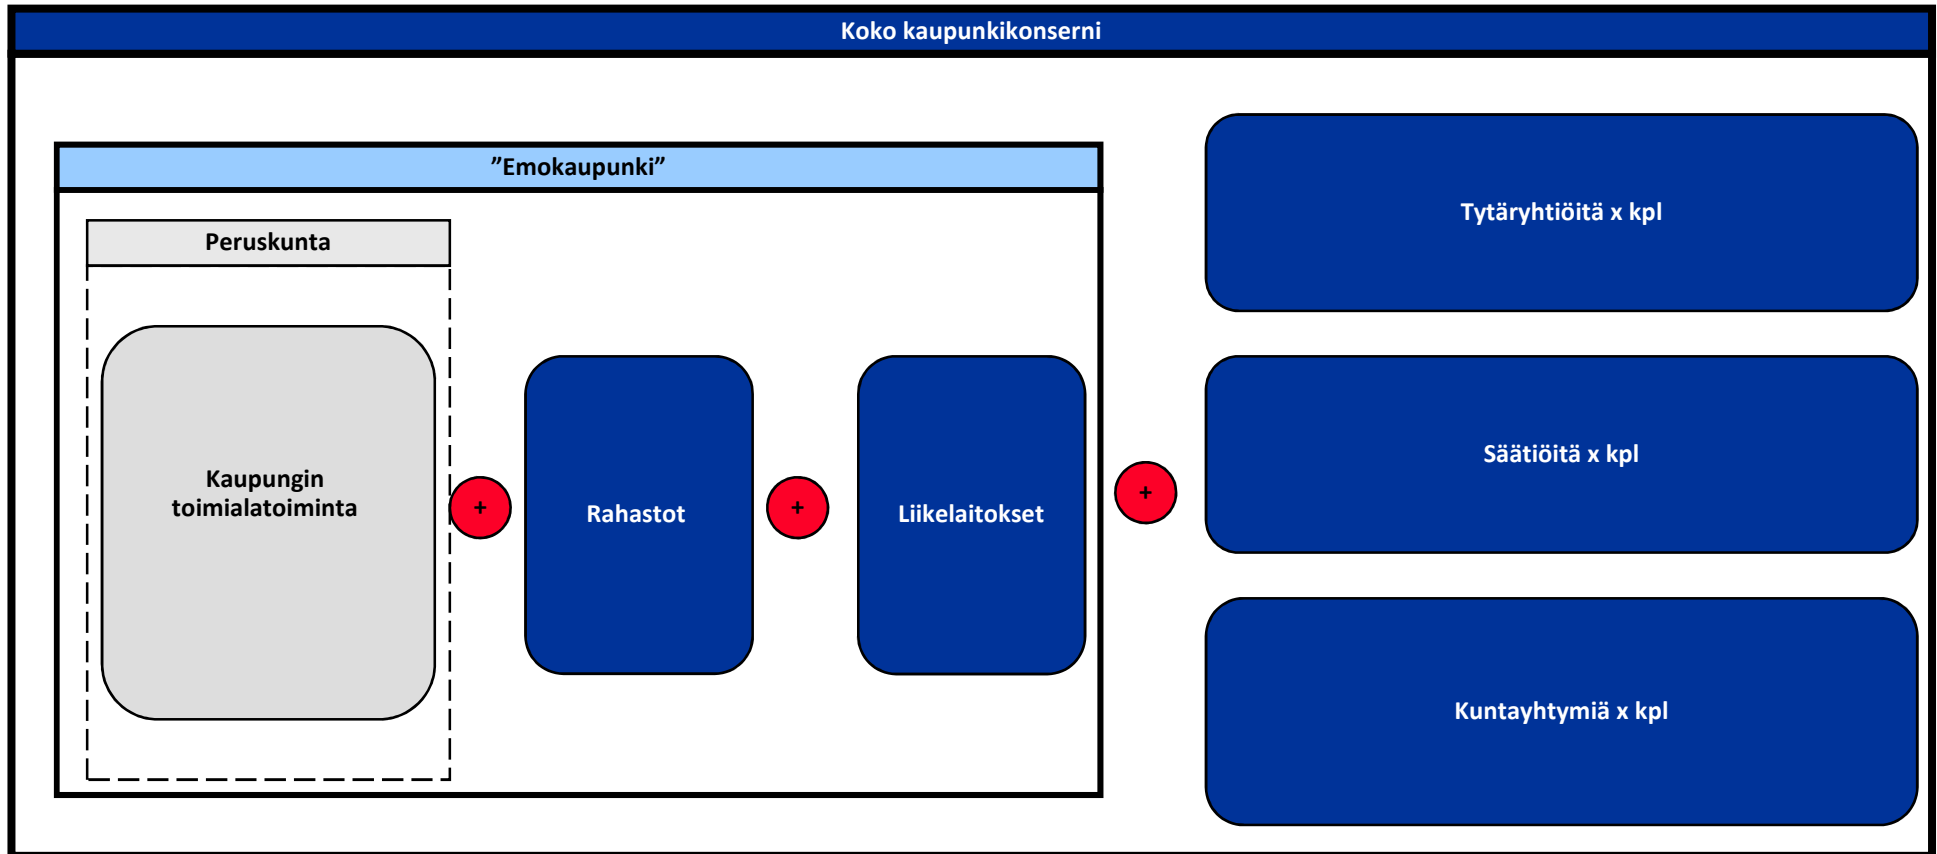 Koko kaupunkikonserni
”Emokaupunki”
Peruskunta
Kaupungin
toimialatoiminta
+
Rahastot
+
Liikelaitokset
+
Tytäryhtiöitä x kpl
Säätiöitä x kpl
Kuntayhtymiä x kpl